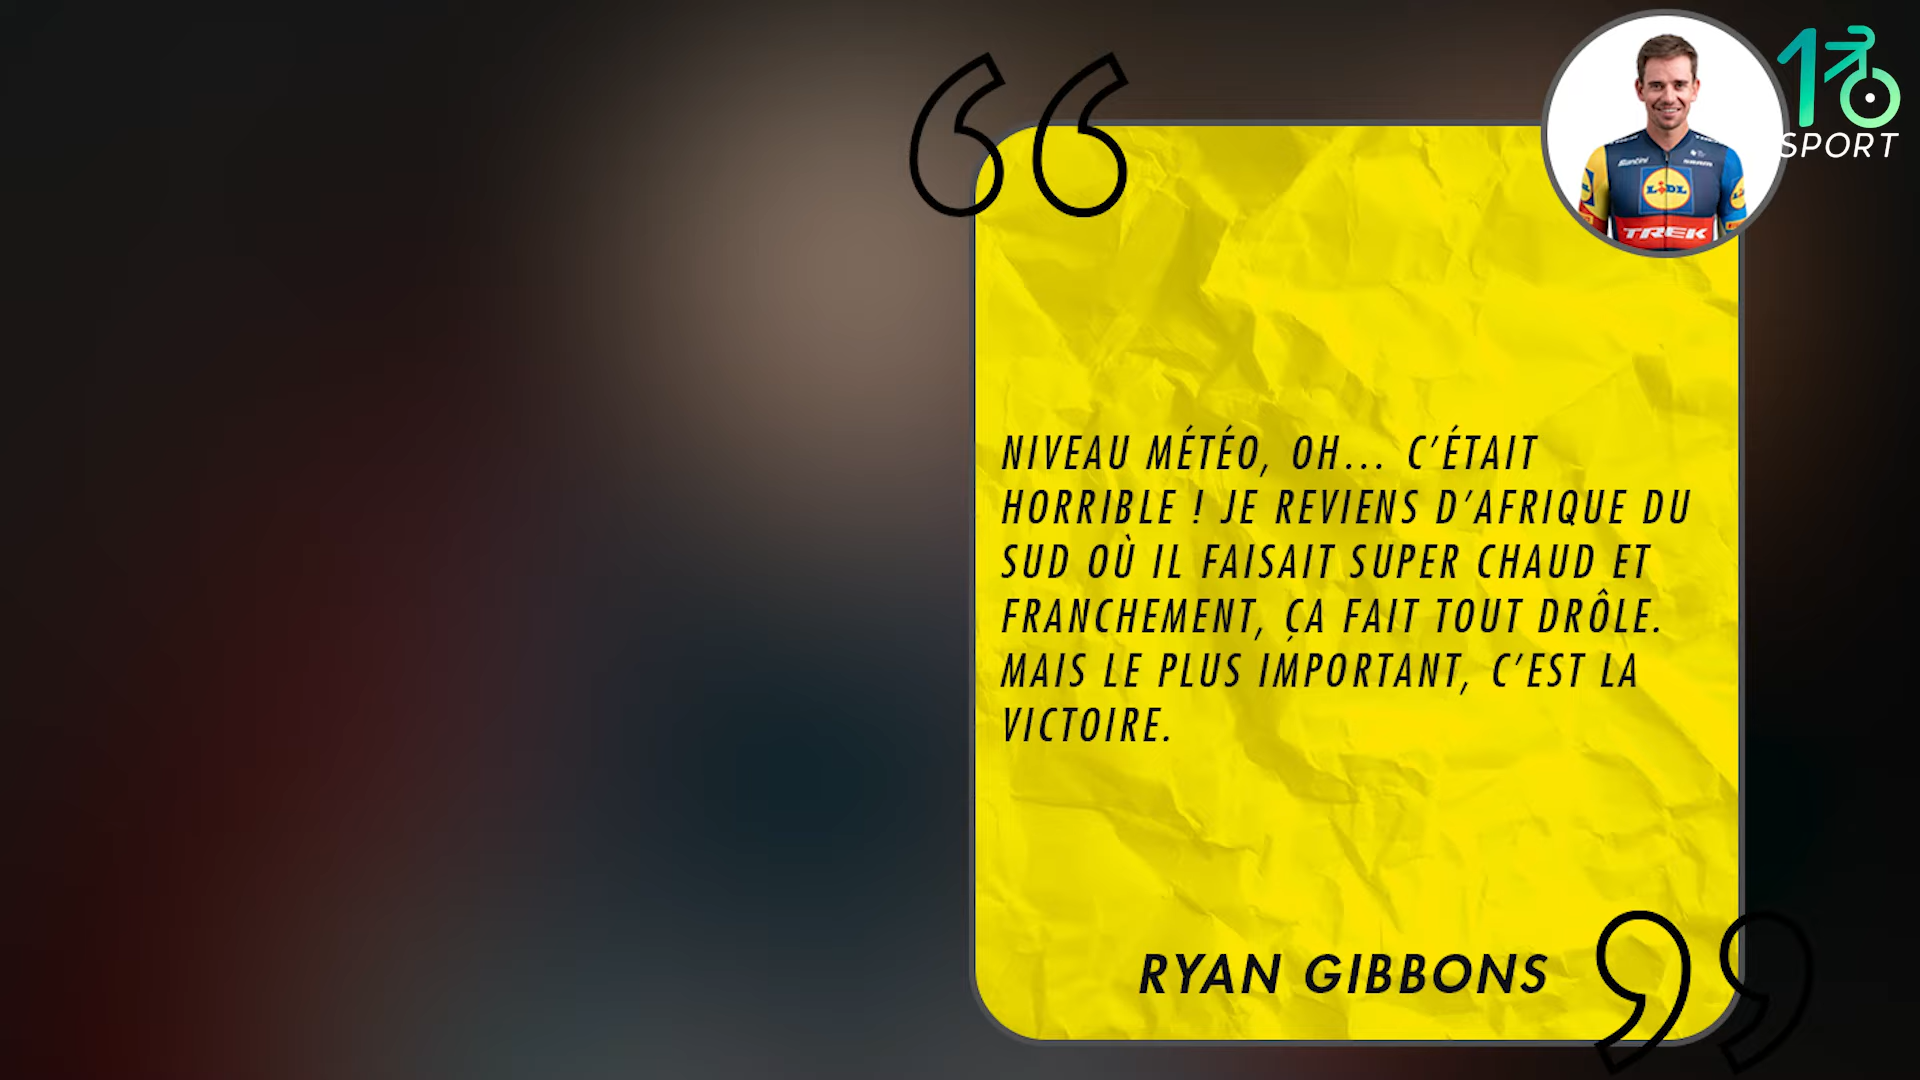 SPORT
LIDL
TREK
NIVEAU MÉTÉO, OH... C'ÉTAIT
HORRIBLE ! JE REVIENS D'AFRIQUE DU
SUD OÙ IL FAISAIT SUPER CHAUD ET
FRANCHEMENT, ÇA FAIT TOUT DRÔLE.
MAIS LE PLUS IMPORTANT, C'EST LA
VICTOIRE.
RYAN GIBBONS